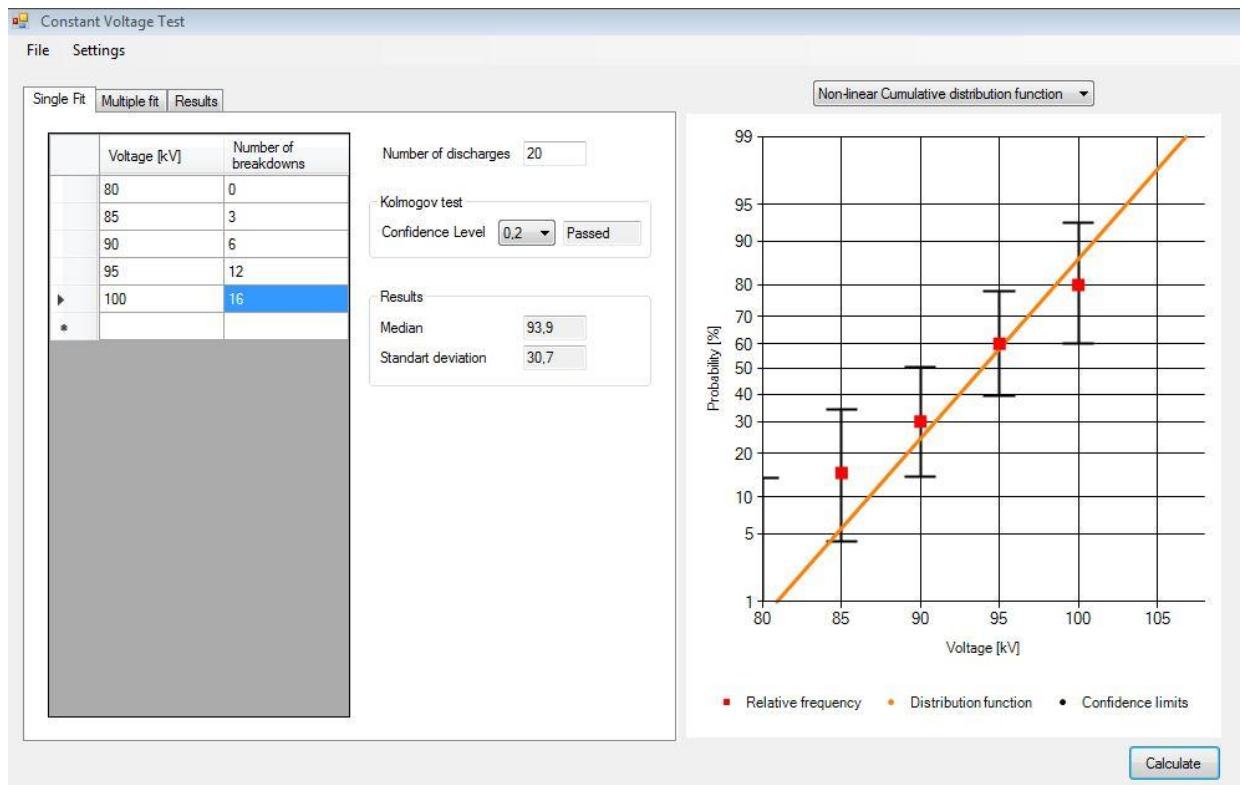 Constant Voltage Test
File Settings
Single Fit Multiple fit Results
Voltage [kV] Number of breakdowns
80 0
85 3
90 6
95 12
100 16
*
Number of discharges 20
Kolmogov test
Confidence Level 0,2 Passed
Results
Median 93,9
Standart deviation 30,7
Non-linear Cumulative distribution function
99
95
90
80
70
60
50
40
30
20
10
5
1
Probability [%]
80 85 90 95 100 105
Voltage [kV]
Relative frequency Distribution function Confidence limits
Calculate